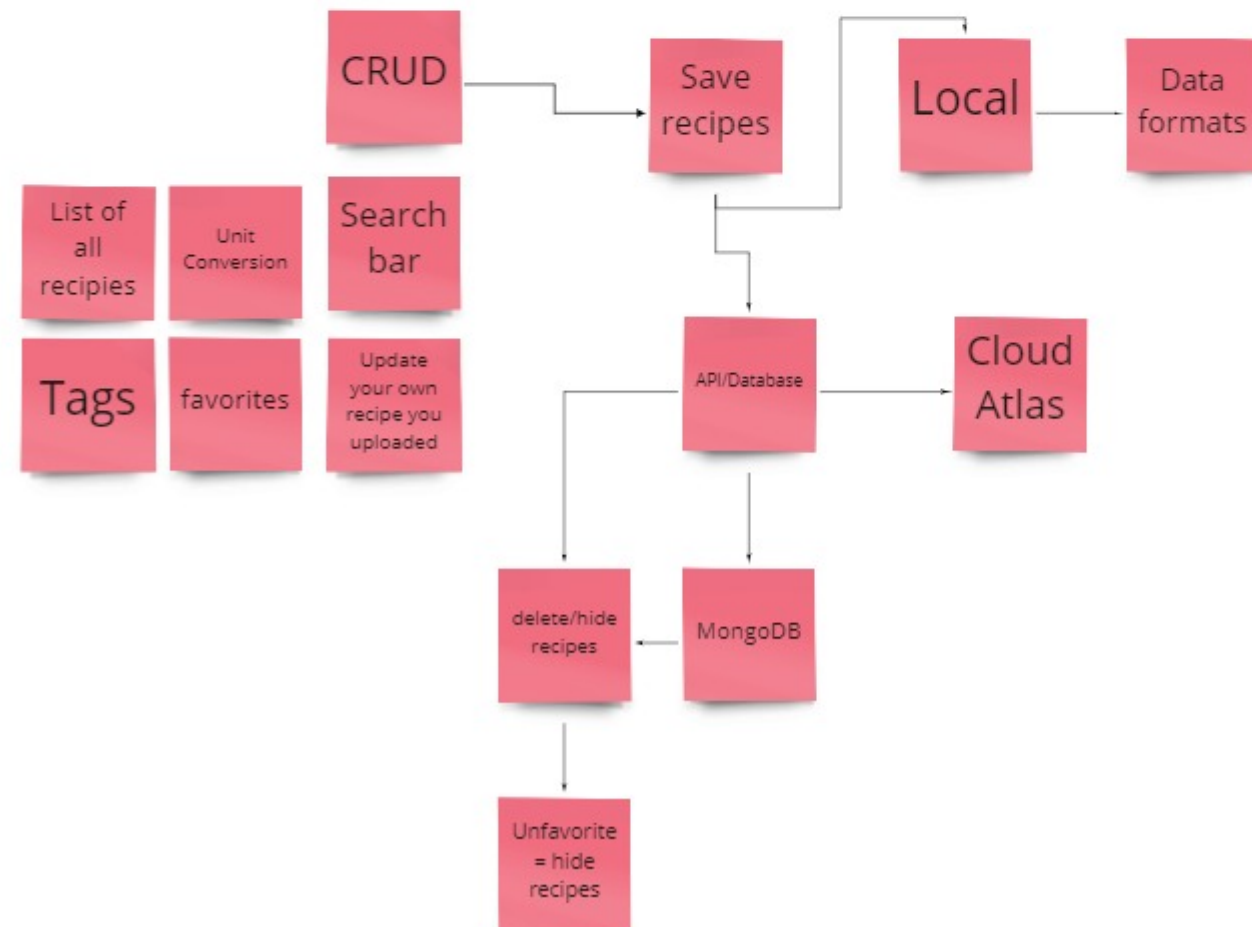 CRUD
Save
recipes
Local
Data
formats
List of
all
recipies
Unit
Conversion
Search
bar
Tags
favorites
Update
your own
recipe you
uploaded
API/Database
Cloud
Atlas
delete/hide
recipes
MongoDB
Unfavorite
= hide
recipes